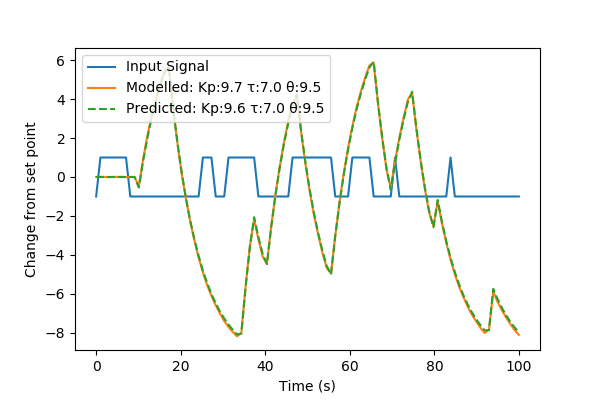 Input Signal
Modelled: Kp:9.7 τ:7.0 θ:9.5
Predicted: Kp:9.6 τ:7.0 θ:9.5
6
4
2
0
−2
−4
−6
−8
Change from set point
0 20 40 60 80 100
Time (s)